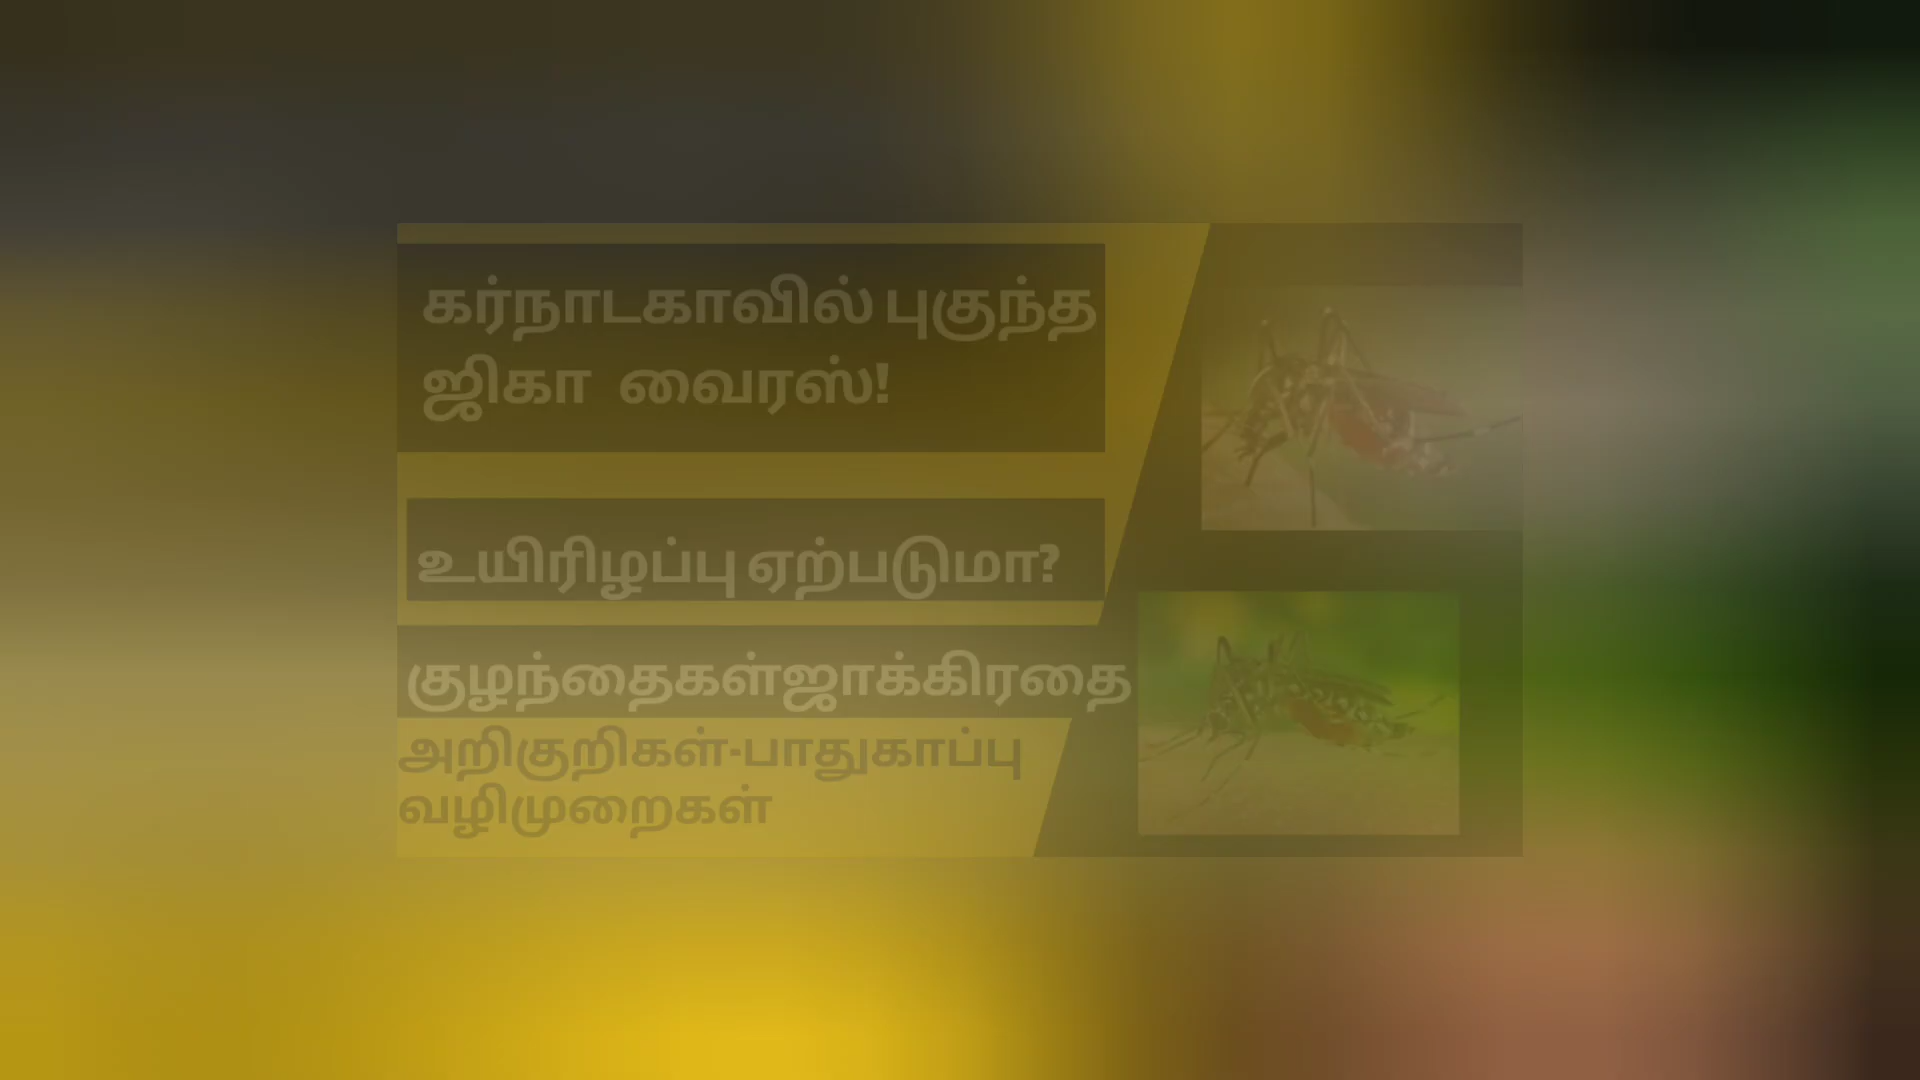 கர்நாடகாவில் புகுந்த
ஜிகா வைரஸ்!
உயிரிழப்பு ஏற்படுமா?
குழந்தைகள்ஜாக்கிரதை
அறிகுறிகள்-பாதுகாப்பு
வழிமுறைகள்